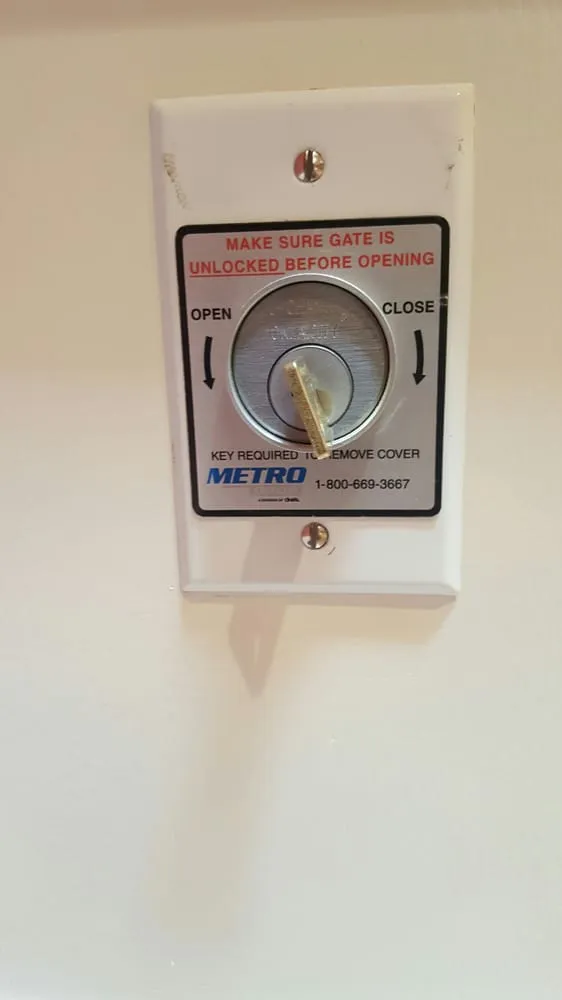 MAKE SURE GATE IS
UNLOCKED BEFORE OPENING
OPEN
CLOSE
KEY REQUIRED TO REMOVE COVER
METRO
1-800-669-3667